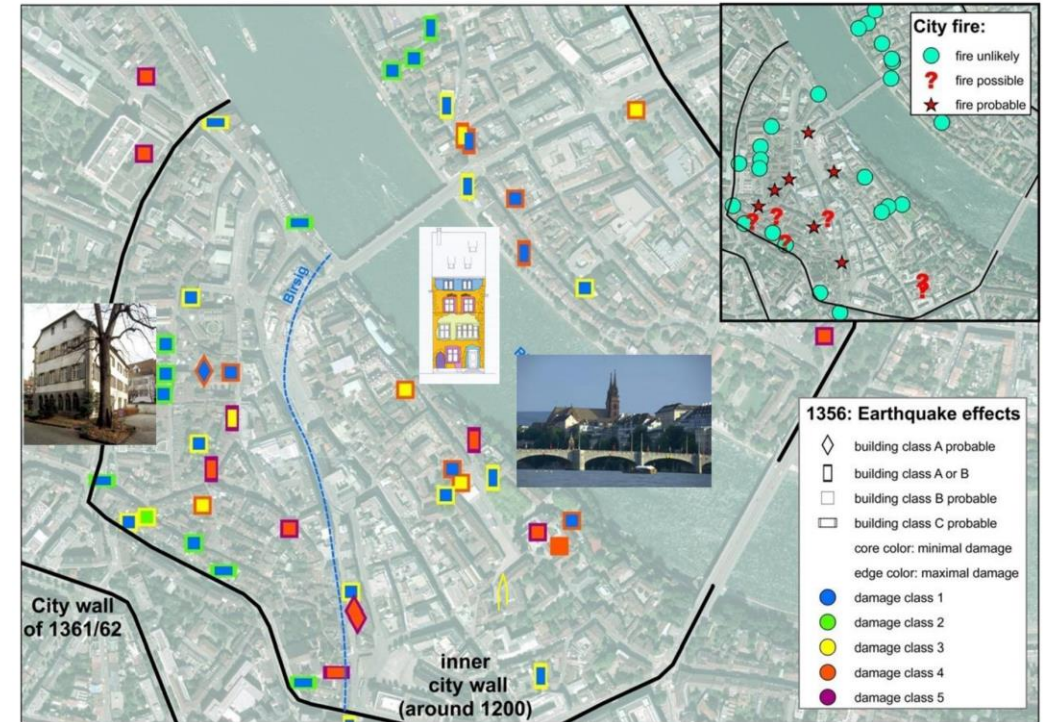 City fire:
fire unlikely
? fire possible
fire probable
Birsig
1356: Earthquake effects
building class A probable
building class A or B
building class B probable
building class C probable
core color: minimal damage
edge color: maximal damage
damage class 1
damage class 2
damage class 3
damage class 4
damage class 5
City wall
of 1361/62
inner
city wall
(around 1200)